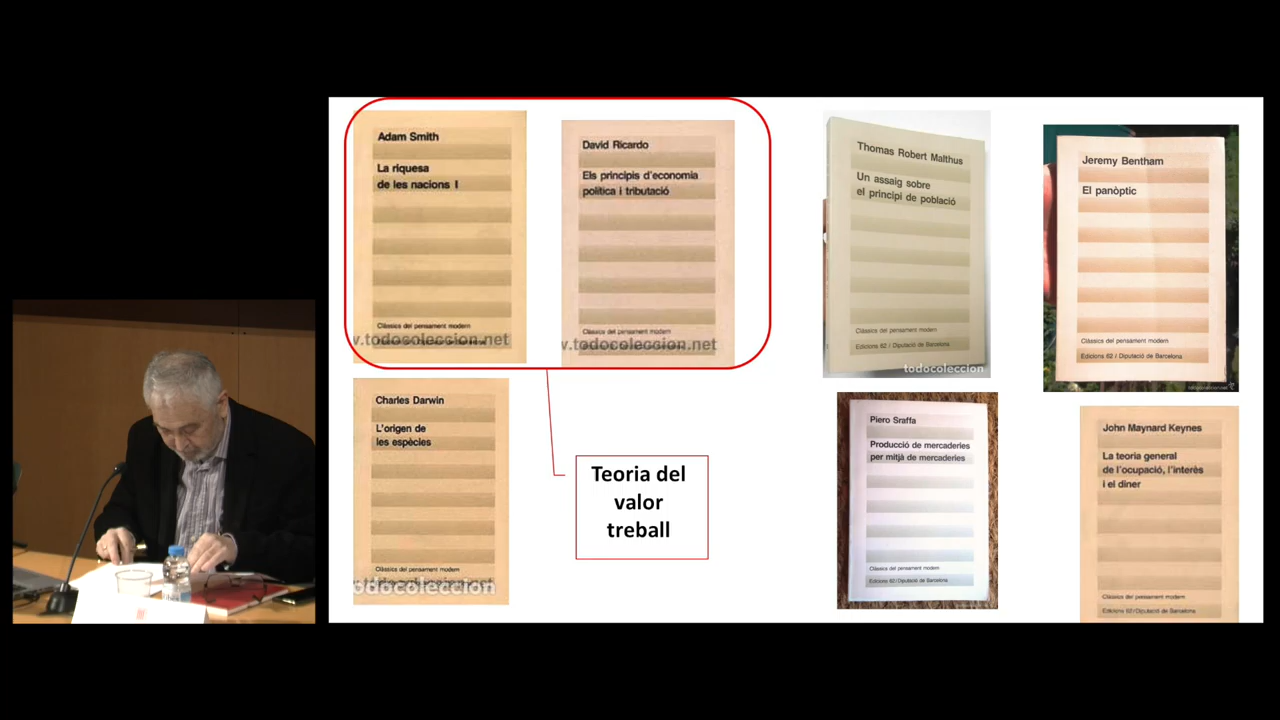 Adam Smith
La riquesa
de les nacions I
Clàssics del pensament modern
w.todocoleccion.net
David Ricardo
Els principis d'economia
política i tributació
Clàssics del pensament modern
w.todocoleccion.net
Thomas Robert Malthus
Un assaig sobre
el principi de població
Clàssics del pensament modern
Edicions 62 / Diputació de Barcelona
todocoleccion
Jeremy Bentham
El panòptic
Clàssics del pensament modern
Edicions 62 / Diputació de Barcelona
Charles Darwin
L'origen de
les espècies
Clàssics del pensament modern
odocoleccion
Teoria del
valor
treball
Piero Sraffa
Producció de mercaderies
per mitjà de mercaderies
Clàssics del pensament modern
Edicions 62/Diputació de Barcelona
John Maynard Keynes
La teoria general
de l'ocupació, l'interès
i el diner
Clàssics del pensament modern
Edicions 62/Diputació de Barcelona